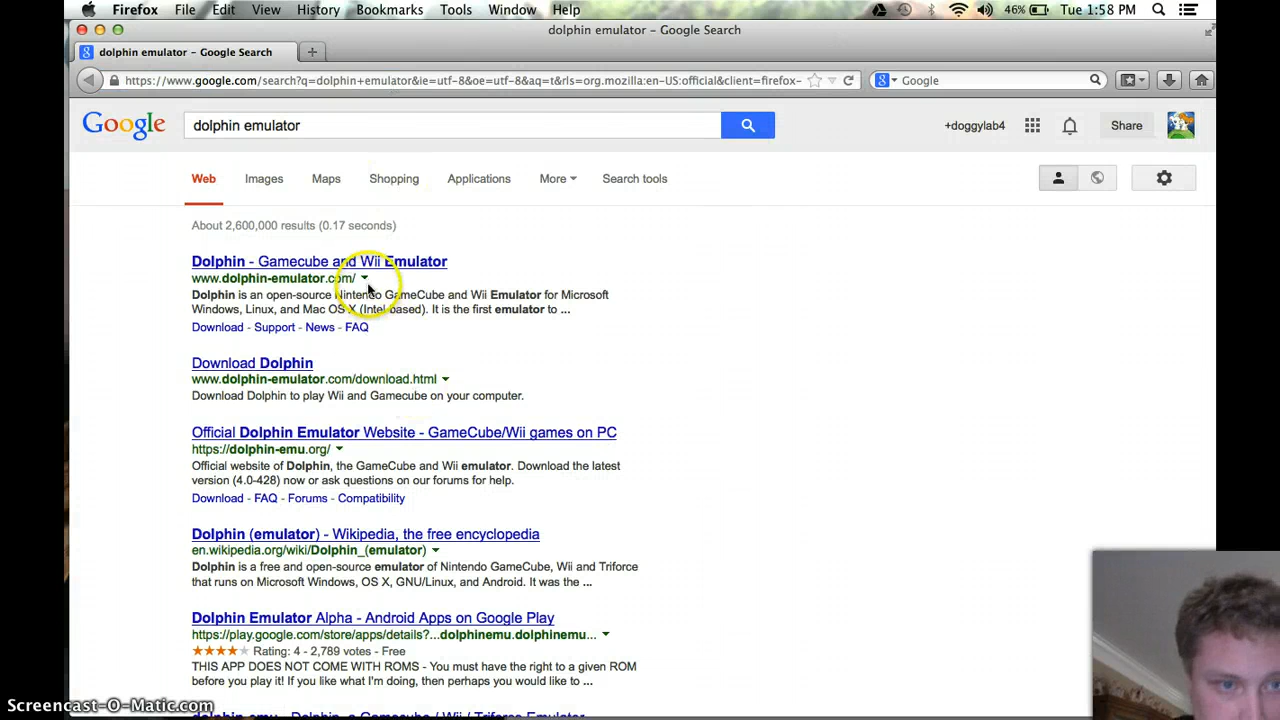 Firefox File Edit View History Bookmarks Tools Window Help 46% Tue 1:58 PM
dolphin emulator – Google Search
dolphin emulator – Google Search
https://www.google.com/search?q=dolphin+emulator&ie=utf-8&oe=utf-8&aq=t&rls=org.mozilla:en-US:official&client=firefox- Google
Google dolphin emulator +doggylab4 Share
Web Images Maps Shopping Applications More Search tools
About 2,600,000 results (0.17 seconds)
Dolphin - Gamecube and Wii Emulator
www.dolphin-emulator.com/
Dolphin is an open-source Nintendo GameCube and Wii Emulator for Microsoft
Windows, Linux, and Mac OS X (Intel-based). It is the first emulator to ...
Download - Support - News - FAQ
Download Dolphin
www.dolphin-emulator.com/download.html
Download Dolphin to play Wii and Gamecube on your computer.
Official Dolphin Emulator Website - GameCube/Wii games on PC
https://dolphin-emu.org/
Official website of Dolphin, the GameCube and Wii emulator. Download the latest
version (4.0-428) now or ask questions on our forums for help.
Download - FAQ - Forums - Compatibility
Dolphin (emulator) - Wikipedia, the free encyclopedia
en.wikipedia.org/wiki/Dolphin_(emulator)
Dolphin is a free and open-source emulator of Nintendo GameCube, Wii and Triforce
that runs on Microsoft Windows, OS X, GNU/Linux, and Android. It was the ...
Dolphin Emulator Alpha - Android Apps on Google Play
https://play.google.com/store/apps/details?...dolphinemu.dolphinemu...
Rating: 4 - 2,789 votes - Free
THIS APP DOES NOT COME WITH ROMS - You must have the right to a given ROM
before you play it! If you like what I'm doing, then perhaps you would like to ...
dolphin-emu - Dolphin, a Gamecube / Wii / Triforce Emulator
Screencast-O-Matic.com